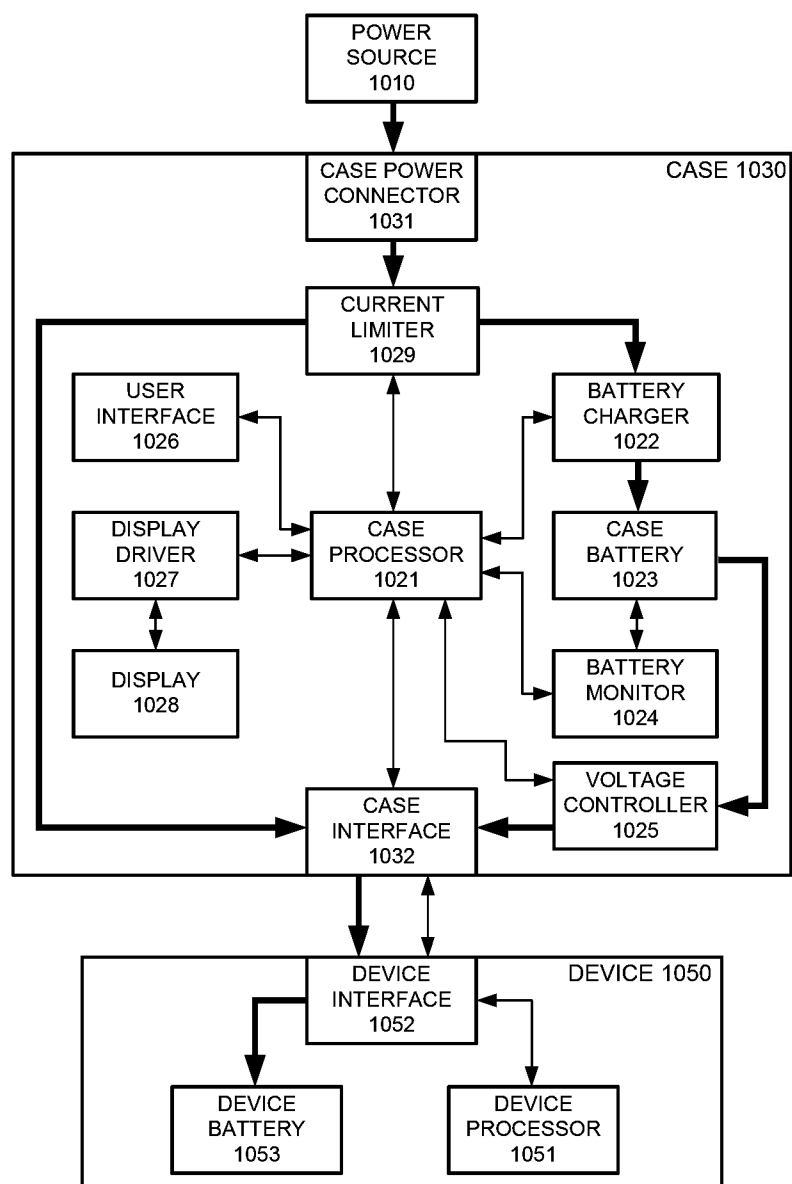 POWER
SOURCE
1010
CASE 1030
CASE POWER
CONNECTOR
1031
CURRENT
LIMITER
1029
USER
INTERFACE
1026
BATTERY
CHARGER
1022
DISPLAY
DRIVER
1027
CASE
PROCESSOR
1021
CASE
BATTERY
1023
DISPLAY
1028
BATTERY
MONITOR
1024
VOLTAGE
CONTROLLER
1025
CASE
INTERFACE
1032
DEVICE 1050
DEVICE
INTERFACE
1052
DEVICE
BATTERY
1053
DEVICE
PROCESSOR
1051